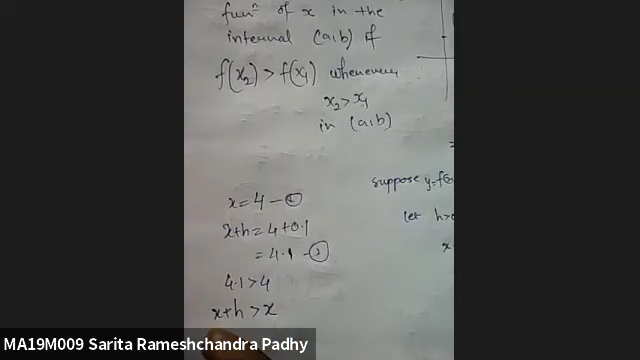 funⁿ of x in the
internal (a,b) if
f(x₂) > f(x₁) whenever
x₂ > x₁
in (a,b)
suppose y=f(x
let h>
x = 4 – ①
x+h = 4+0.1
= 4.1 –②
4.1 > 4
x+h > x
MA19M009 Sarita Rameshchandra Padhy